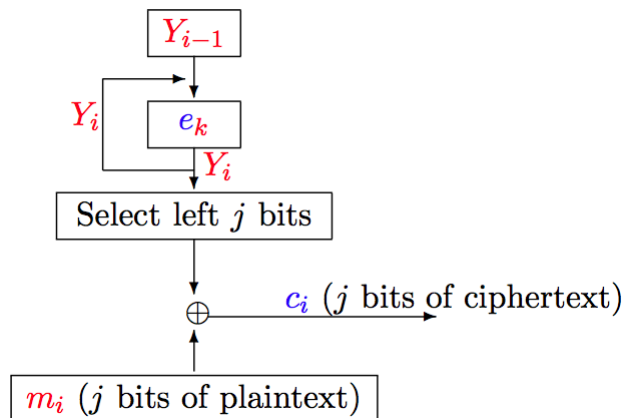 Y_{i−1}
Y_i
e_k
Y_i
Select left j bits
⊕
c_i (j bits of ciphertext)
m_i (j bits of plaintext)